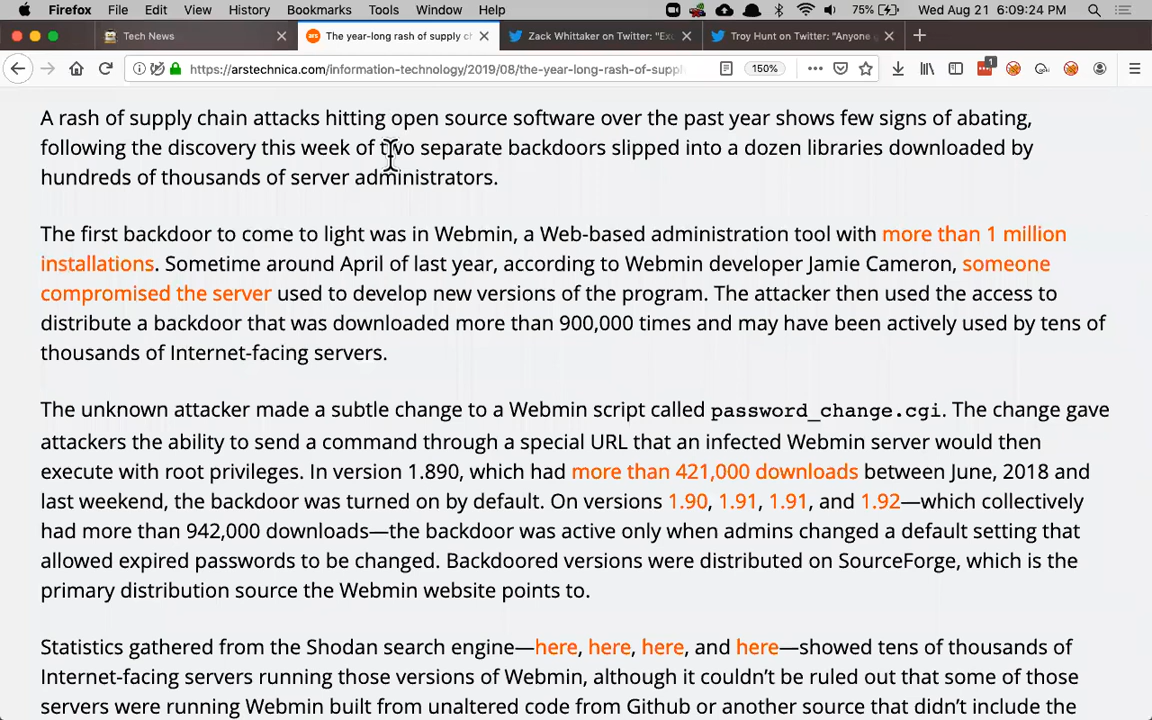 Firefox File Edit View History Bookmarks Tools Window Help 75% Wed Aug 21 6:09:24 PM
Tech News The year-long rash of supply ch Zack Whittaker on Twitter: "Exc Troy Hunt on Twitter: "Anyone
https://arstechnica.com/information-technology/2019/08/the-year-long-rash-of-suppl 150% 1
A rash of supply chain attacks hitting open source software over the past year shows few signs of abating,
following the discovery this week of two separate backdoors slipped into a dozen libraries downloaded by
hundreds of thousands of server administrators.
The first backdoor to come to light was in Webmin, a Web-based administration tool with more than 1 million
installations. Sometime around April of last year, according to Webmin developer Jamie Cameron, someone
compromised the server used to develop new versions of the program. The attacker then used the access to
distribute a backdoor that was downloaded more than 900,000 times and may have been actively used by tens of
thousands of Internet-facing servers.
The unknown attacker made a subtle change to a Webmin script called password_change.cgi. The change gave
attackers the ability to send a command through a special URL that an infected Webmin server would then
execute with root privileges. In version 1.890, which had more than 421,000 downloads between June, 2018 and
last weekend, the backdoor was turned on by default. On versions 1.90, 1.91, 1.91, and 1.92—which collectively
had more than 942,000 downloads—the backdoor was active only when admins changed a default setting that
allowed expired passwords to be changed. Backdoored versions were distributed on SourceForge, which is the
primary distribution source the Webmin website points to.
Statistics gathered from the Shodan search engine—here, here, here, and here—showed tens of thousands of
Internet-facing servers running those versions of Webmin, although it couldn't be ruled out that some of those
servers were running Webmin built from unaltered code from Github or another source that didn't include the